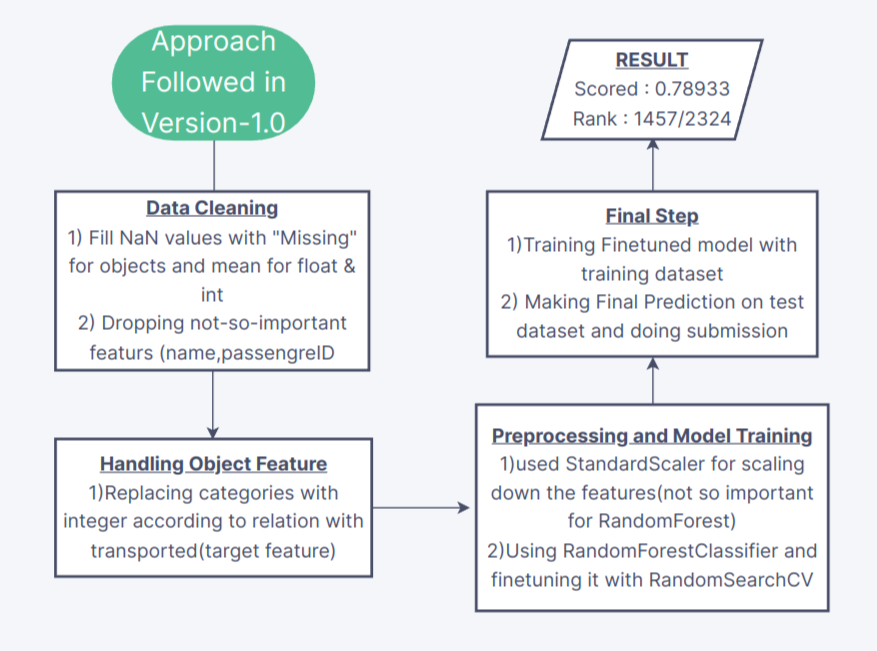 Approach
Followed in
Version-1.0
Data Cleaning
1) Fill NaN values with "Missing"
for objects and mean for float &
int
2) Dropping not-so-important
featurs (name,passengreID
Handling Object Feature
1)Replacing categories with
integer according to relation with
transported(target feature)
Preprocessing and Model Training
1)used StandardScaler for scaling
down the features(not so important
for RandomForest)
2)Using RandomForestClassifier and
finetuning it with RandomSearchCV
Final Step
1)Training Finetuned model with
training dataset
2) Making Final Prediction on test
dataset and doing submission
RESULT
Scored : 0.78933
Rank : 1457/2324